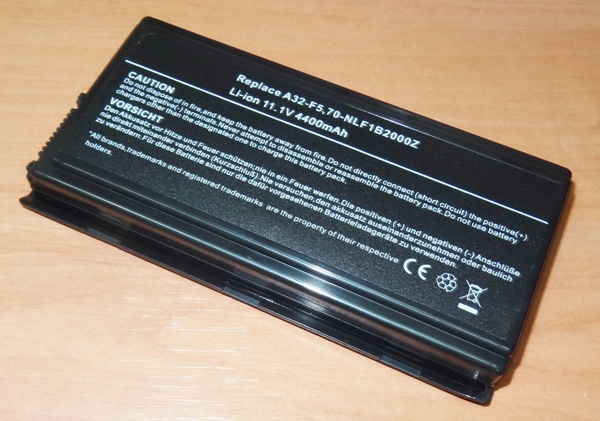 Replace A32-F5,70-NLF1B2000Z
Li-ion 11.1V 4400mAh
CAUTION
Do not dispose of in fire,and keep the battery away from fire.Do not directly connect (short circuit) the positive(+)
and the negative(-) terminals.Never attempt to disassemble or reassemble the battery pack.Do not use battery
chargers other than the designated one to charge this battery pack.
VORSICHT
Den Akkusatz vor Hitze und Feuer schützen;nie in ein Feuer werfen.Die positiven (+) und negativen (-) Anschlüße
nie direkt miteinander verbinden (Kurzschluß).Nie versuchen,den akkusatz auseinanderzunehmen oder baulich
zu verändern.Für diese Batterie sind nur die dafür vorgesehenen Batterieladegeräte zu verwenden.
*All brands,trademarks and registered trademarks are the property of their respective
holders.
CE